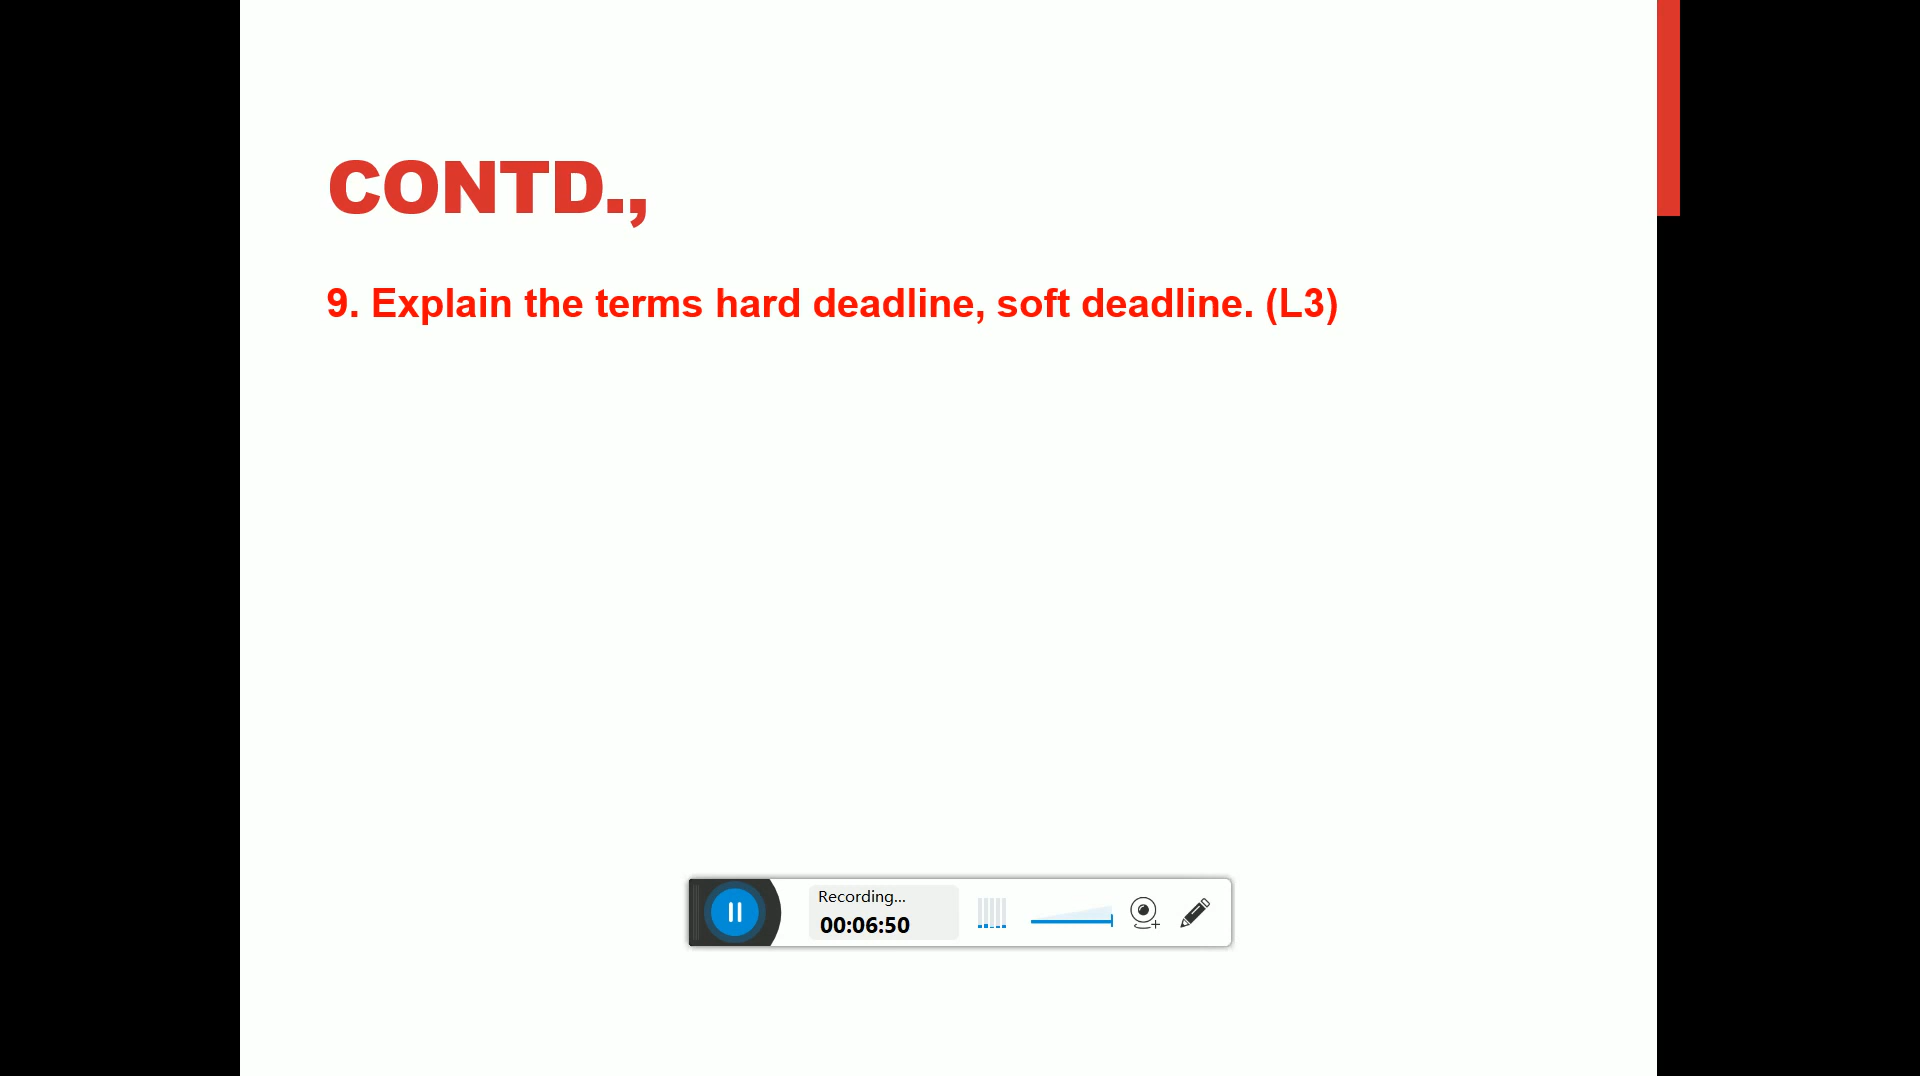 CONTD.,
9. Explain the terms hard deadline, soft deadline. (L3)
Recording...
00:06:50